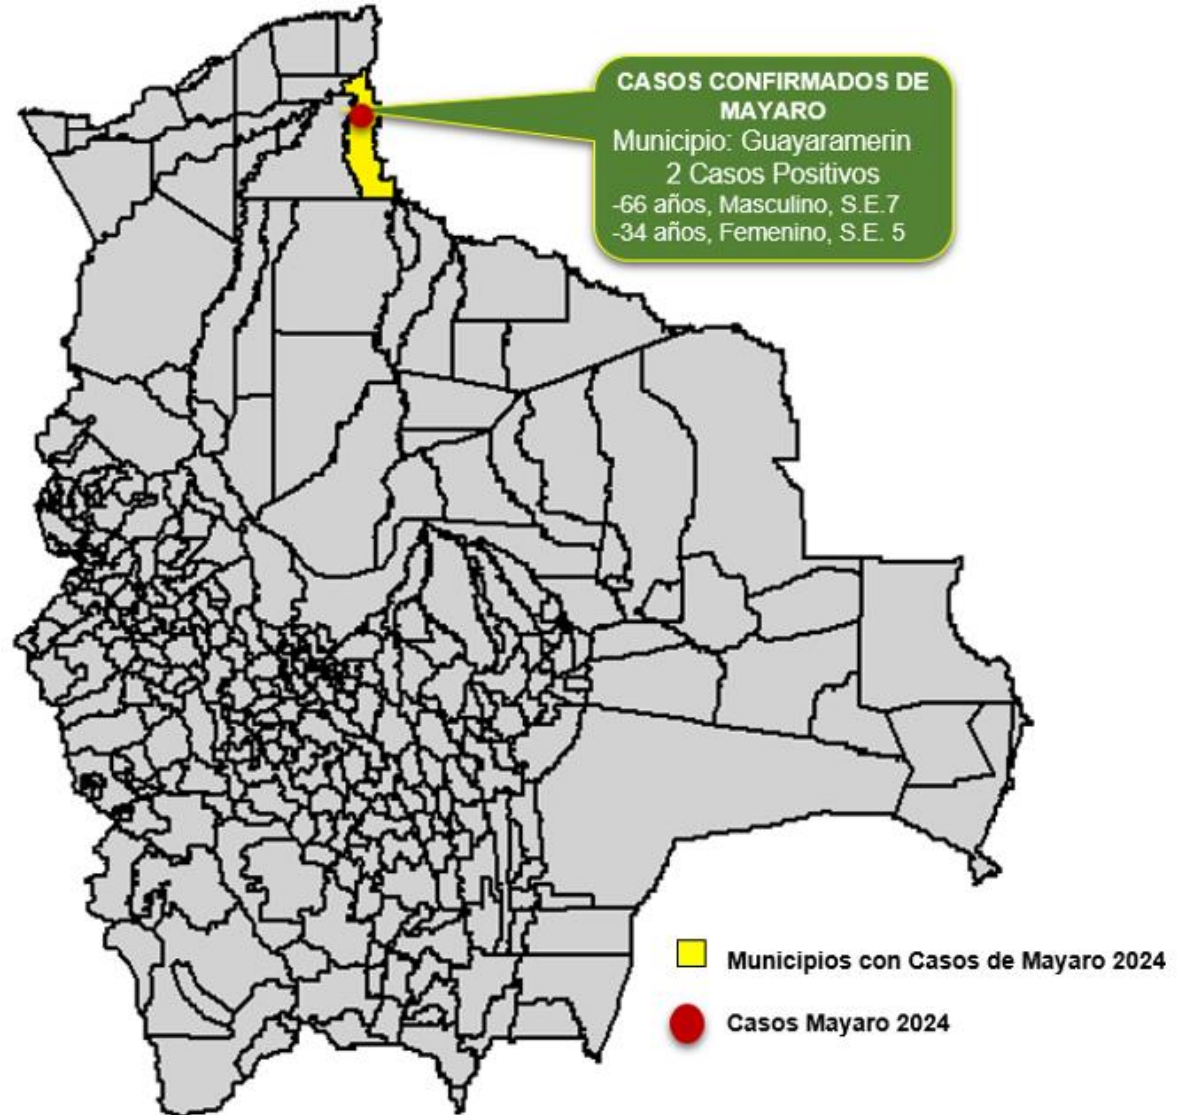 CASOS CONFIRMADOS DE
MAYARO
Municipio: Guayaramerin
2 Casos Positivos
-66 años, Masculino, S.E.7
-34 años, Femenino, S.E. 5
Municipios con Casos de Mayaro 2024
Casos Mayaro 2024